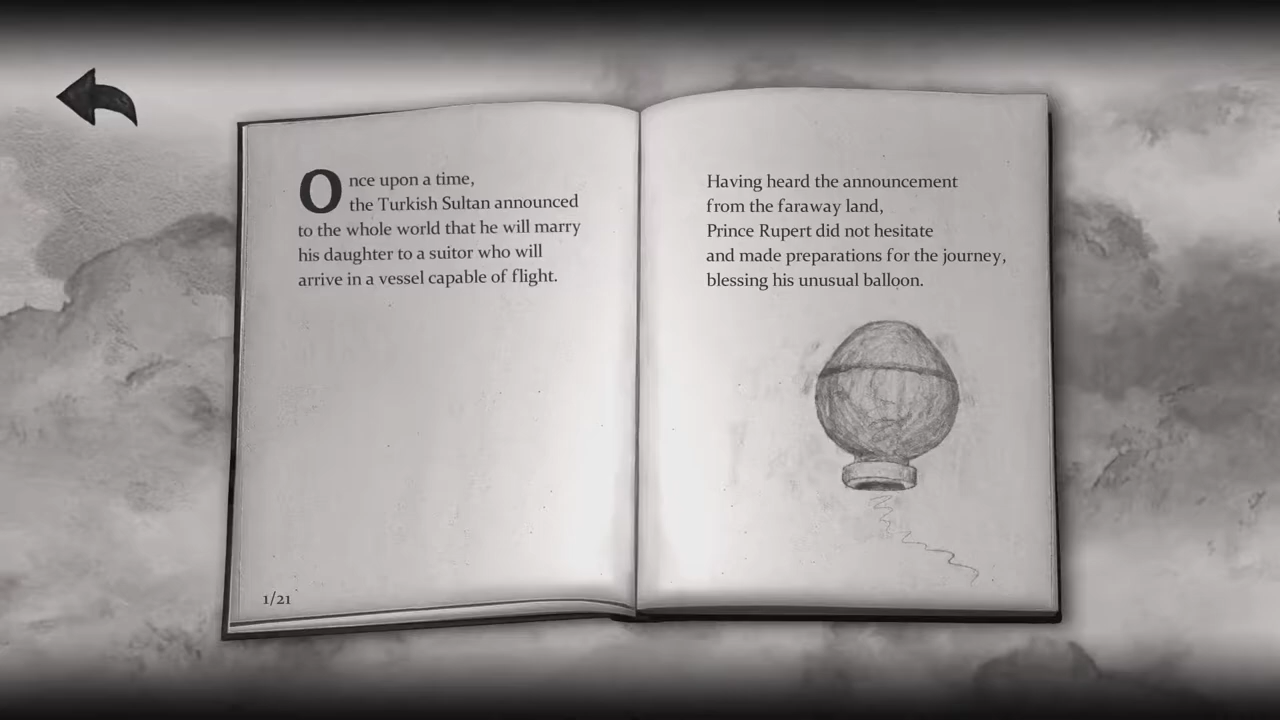 Once upon a time,
the Turkish Sultan announced
to the whole world that he will marry
his daughter to a suitor who will
arrive in a vessel capable of flight.
1/21
Having heard the announcement
from the faraway land,
Prince Rupert did not hesitate
and made preparations for the journey,
blessing his unusual balloon.